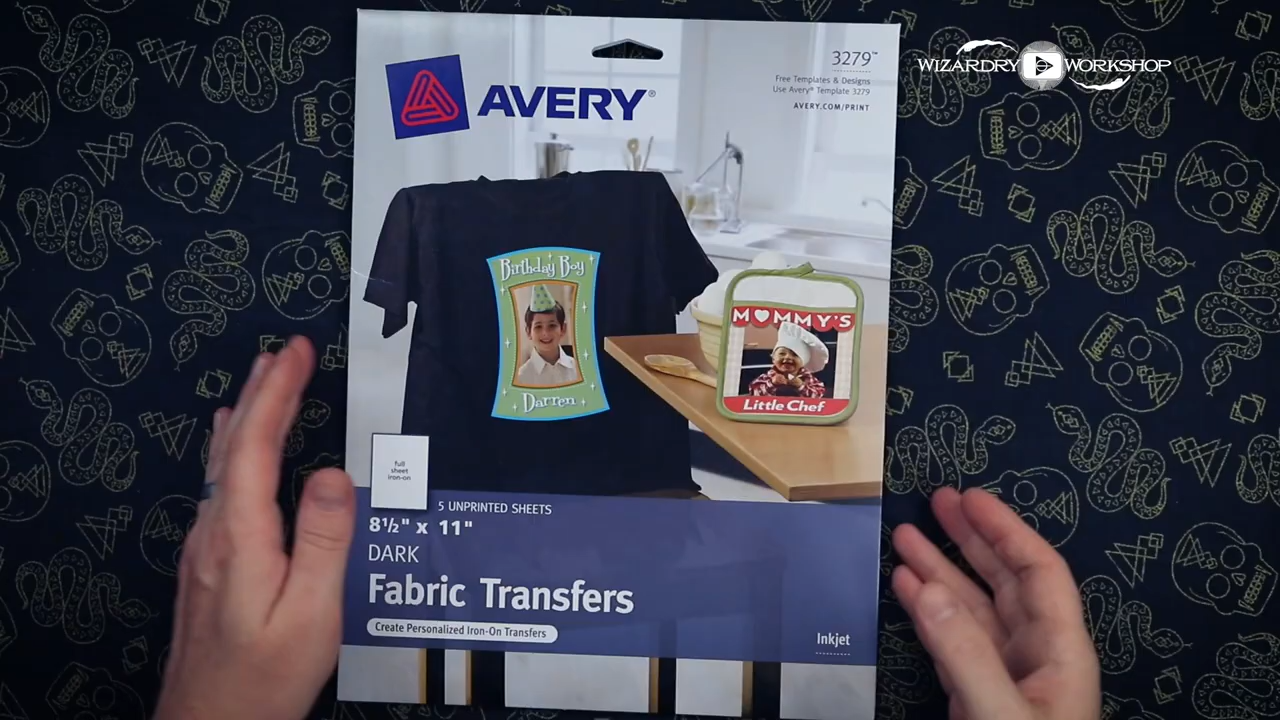 WIZARDRY WORKSHOP
AVERY®
3279™
Free Templates & Designs
Use Avery® Template 3279
AVERY.COM/PRINT
Birthday Boy
Darren
MOMMY'S
Little Chef
full
sheet
iron-on
5 UNPRINTED SHEETS
8½" x 11"
DARK
Fabric Transfers
Create Personalized Iron-On Transfers
Inkjet